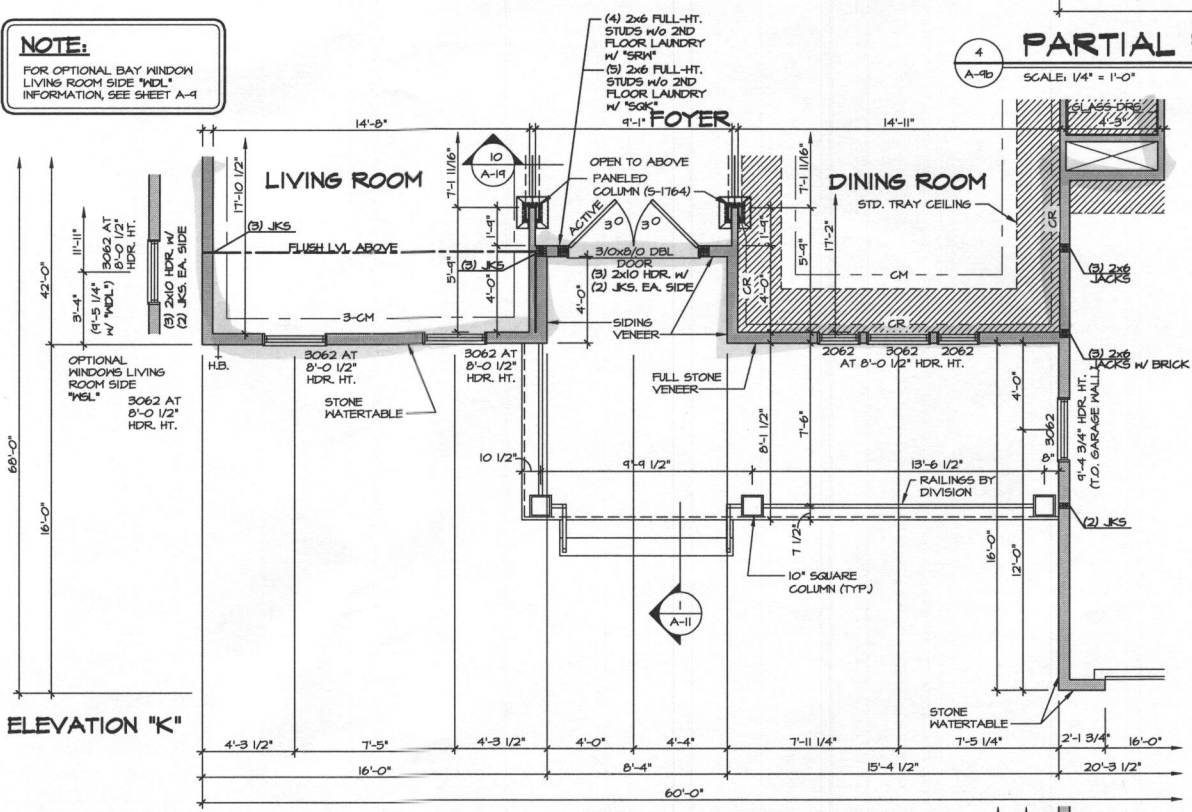 NOTE:
FOR OPTIONAL BAY WINDOW
LIVING ROOM SIDE "WDL"
INFORMATION, SEE SHEET A-9
(4) 2x6 FULL-HT.
STUDS w/o 2ND
FLOOR LAUNDRY
w/ "SRW"
(5) 2x6 FULL-HT.
STUDS w/o 2ND
FLOOR LAUNDRY
w/ "SQK"
4
A-9b
PARTIAL
SCALE: 1/4" = 1'-0"
GLASS DRS
4'-3"
14'-8"
9'-1"
FOYER
14'-11"
17'-10 1/2"
LIVING ROOM
10
A-19
7'-1 11/16"
OPEN TO ABOVE
PANELED
COLUMN (S-1764)
ACTIVE
3⁰
3⁰
7'-1 11/16"
DINING ROOM
STD. TRAY CEILING
CR
(3) JKS
FLUSH LVL ABOVE
(3) JKS
1'-4"
5'-4"
4'-0"
4'-0"
3/0x8/0 DBL
DOOR
(3) 2x10 HDR. w/
(2) JKS. EA. SIDE
1'-4"
5'-4"
4'-0"
17'-2"
CM
CR
CR
(3) 2x6
JACKS
42'-0"
11'-11"
3'-4"
(9'-5 1/4"
w/ "WDL")
3062 AT
8'-0 1/2"
HDR. HT.
(3) 2x10 HDR. w/
(2) JKS. EA. SIDE
3-CM
SIDING
VENEER
H.B.
3062 AT
8'-0 1/2"
HDR. HT.
3062 AT
8'-0 1/2"
HDR. HT.
2062
3062
2062
AT 8'-0 1/2" HDR. HT.
(3) 2x6
JACKS w/ BRICK
OPTIONAL
WINDOWS LIVING
ROOM SIDE
"WSL"
3062 AT
8'-0 1/2"
HDR. HT.
STONE
WATERTABLE
FULL STONE
VENEER
4'-0"
3062
8"
9'-4 3/4" HDR. HT.
(T.O. GARAGE WALL)
68'-0"
16'-0"
10 1/2"
9'-9 1/2"
8'-1 1/2"
7'-6"
13'-6 1/2"
RAILINGS BY
DIVISION
7 1/2"
(2) JKS
16'-0"
12'-0"
10" SQUARE
COLUMN (TYP.)
1
A-11
STONE
WATERTABLE
ELEVATION "K"
4'-3 1/2"
7'-5"
4'-3 1/2"
4'-0"
4'-4"
7'-11 1/4"
7'-5 1/4"
2'-1 3/4"
16'-0"
16'-0"
8'-4"
15'-4 1/2"
20'-3 1/2"
60'-0"